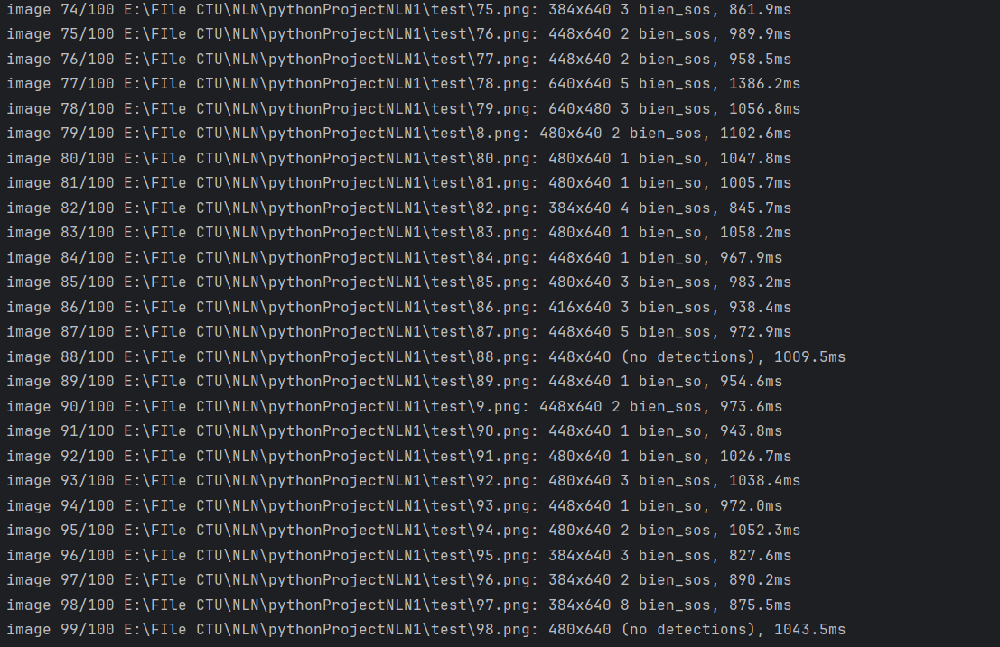 image 74/100 E:\FIle CTU\NLN\pythonProjectNLN1\test\75.png: 384x640 3 bien_sos, 861.9ms
image 75/100 E:\FIle CTU\NLN\pythonProjectNLN1\test\76.png: 448x640 2 bien_sos, 989.9ms
image 76/100 E:\FIle CTU\NLN\pythonProjectNLN1\test\77.png: 448x640 2 bien_sos, 958.5ms
image 77/100 E:\FIle CTU\NLN\pythonProjectNLN1\test\78.png: 640x640 5 bien_sos, 1386.2ms
image 78/100 E:\FIle CTU\NLN\pythonProjectNLN1\test\79.png: 640x480 3 bien_sos, 1056.8ms
image 79/100 E:\FIle CTU\NLN\pythonProjectNLN1\test\8.png: 480x640 2 bien_sos, 1102.6ms
image 80/100 E:\FIle CTU\NLN\pythonProjectNLN1\test\80.png: 480x640 1 bien_so, 1047.8ms
image 81/100 E:\FIle CTU\NLN\pythonProjectNLN1\test\81.png: 480x640 1 bien_so, 1005.7ms
image 82/100 E:\FIle CTU\NLN\pythonProjectNLN1\test\82.png: 384x640 4 bien_sos, 845.7ms
image 83/100 E:\FIle CTU\NLN\pythonProjectNLN1\test\83.png: 480x640 1 bien_so, 1058.2ms
image 84/100 E:\FIle CTU\NLN\pythonProjectNLN1\test\84.png: 448x640 1 bien_so, 967.9ms
image 85/100 E:\FIle CTU\NLN\pythonProjectNLN1\test\85.png: 480x640 3 bien_sos, 983.2ms
image 86/100 E:\FIle CTU\NLN\pythonProjectNLN1\test\86.png: 416x640 3 bien_sos, 938.4ms
image 87/100 E:\FIle CTU\NLN\pythonProjectNLN1\test\87.png: 448x640 5 bien_sos, 972.9ms
image 88/100 E:\FIle CTU\NLN\pythonProjectNLN1\test\88.png: 448x640 (no detections), 1009.5ms
image 89/100 E:\FIle CTU\NLN\pythonProjectNLN1\test\89.png: 448x640 1 bien_so, 954.6ms
image 90/100 E:\FIle CTU\NLN\pythonProjectNLN1\test\9.png: 448x640 2 bien_sos, 973.6ms
image 91/100 E:\FIle CTU\NLN\pythonProjectNLN1\test\90.png: 448x640 1 bien_so, 943.8ms
image 92/100 E:\FIle CTU\NLN\pythonProjectNLN1\test\91.png: 480x640 1 bien_so, 1026.7ms
image 93/100 E:\FIle CTU\NLN\pythonProjectNLN1\test\92.png: 480x640 3 bien_sos, 1038.4ms
image 94/100 E:\FIle CTU\NLN\pythonProjectNLN1\test\93.png: 448x640 1 bien_so, 972.0ms
image 95/100 E:\FIle CTU\NLN\pythonProjectNLN1\test\94.png: 480x640 2 bien_sos, 1052.3ms
image 96/100 E:\FIle CTU\NLN\pythonProjectNLN1\test\95.png: 384x640 3 bien_sos, 827.6ms
image 97/100 E:\FIle CTU\NLN\pythonProjectNLN1\test\96.png: 384x640 2 bien_sos, 890.2ms
image 98/100 E:\FIle CTU\NLN\pythonProjectNLN1\test\97.png: 384x640 8 bien_sos, 875.5ms
image 99/100 E:\FIle CTU\NLN\pythonProjectNLN1\test\98.png: 480x640 (no detections), 1043.5ms